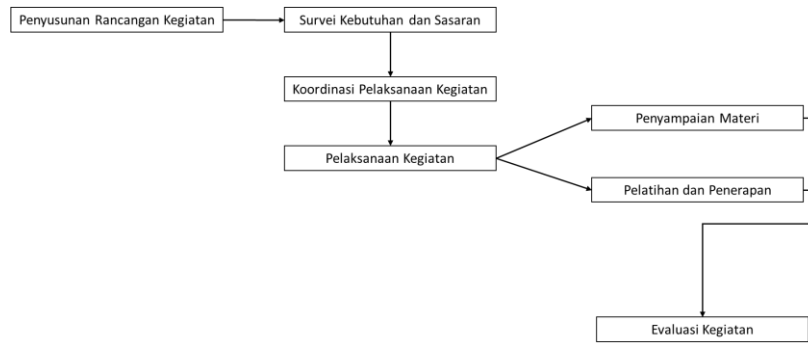 Penyusunan Rancangan Kegiatan
Survei Kebutuhan dan Sasaran
Koordinasi Pelaksanaan Kegiatan
Pelaksanaan Kegiatan
Penyampaian Materi
Pelatihan dan Penerapan
Evaluasi Kegiatan